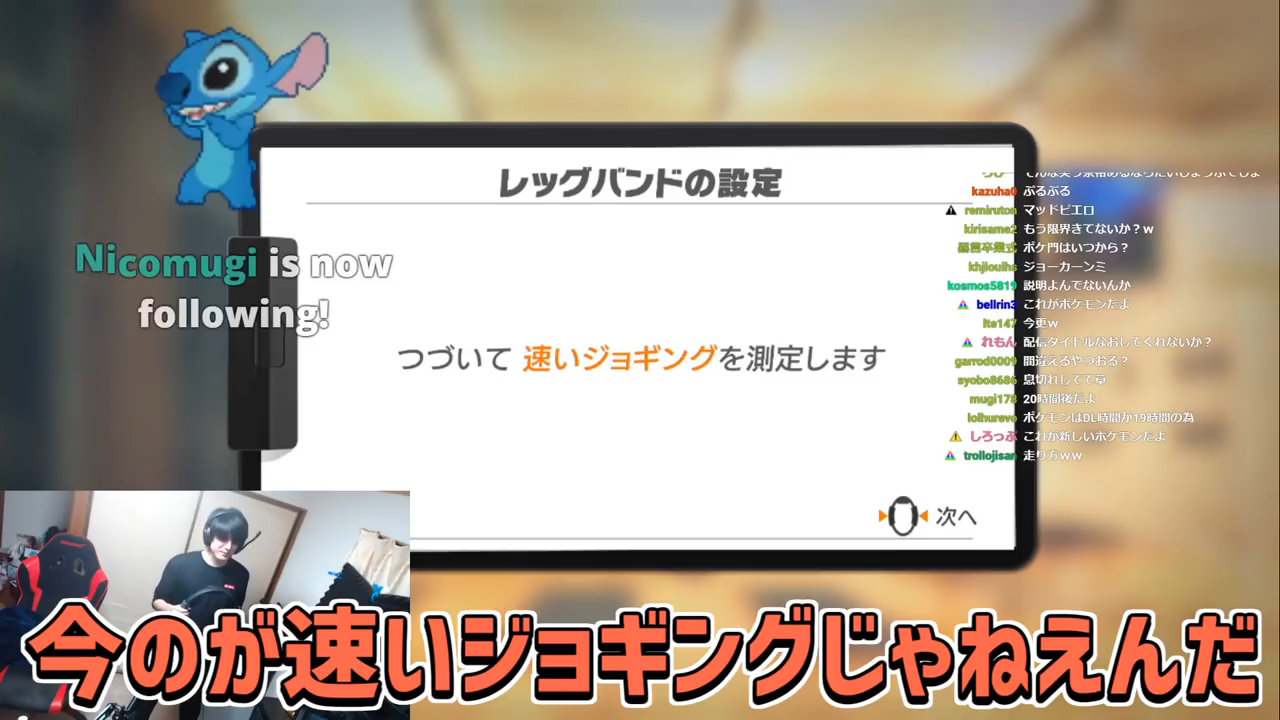 レッグバンドの設定
Nicomugi is now
following!
つづいて 速いジョギングを測定します
次へ
kazuha0 ぷるぷる
remiruton マッドピエロ
kirisame2 もう限界きてないか？w
暴言卒業式 ポケ門はいつから？
khjiouihs ジョーカーンミ
kosmos5819 説明よんでないんか
bellrin3 これがポケモンだよ
ite147 今更w
れもん 配信タイトルなおしてくれないか？
garrod0009 間違えるやつおる？
syobo8686 息切れしてて草
mugi178 20時間後だよ
lolhurevo ポケモンはDL時間が19時間の為
しろっぷ これが新しいポケモンだよ
trollojisan 走り方ww
今のが速いジョギングじゃねえんだ